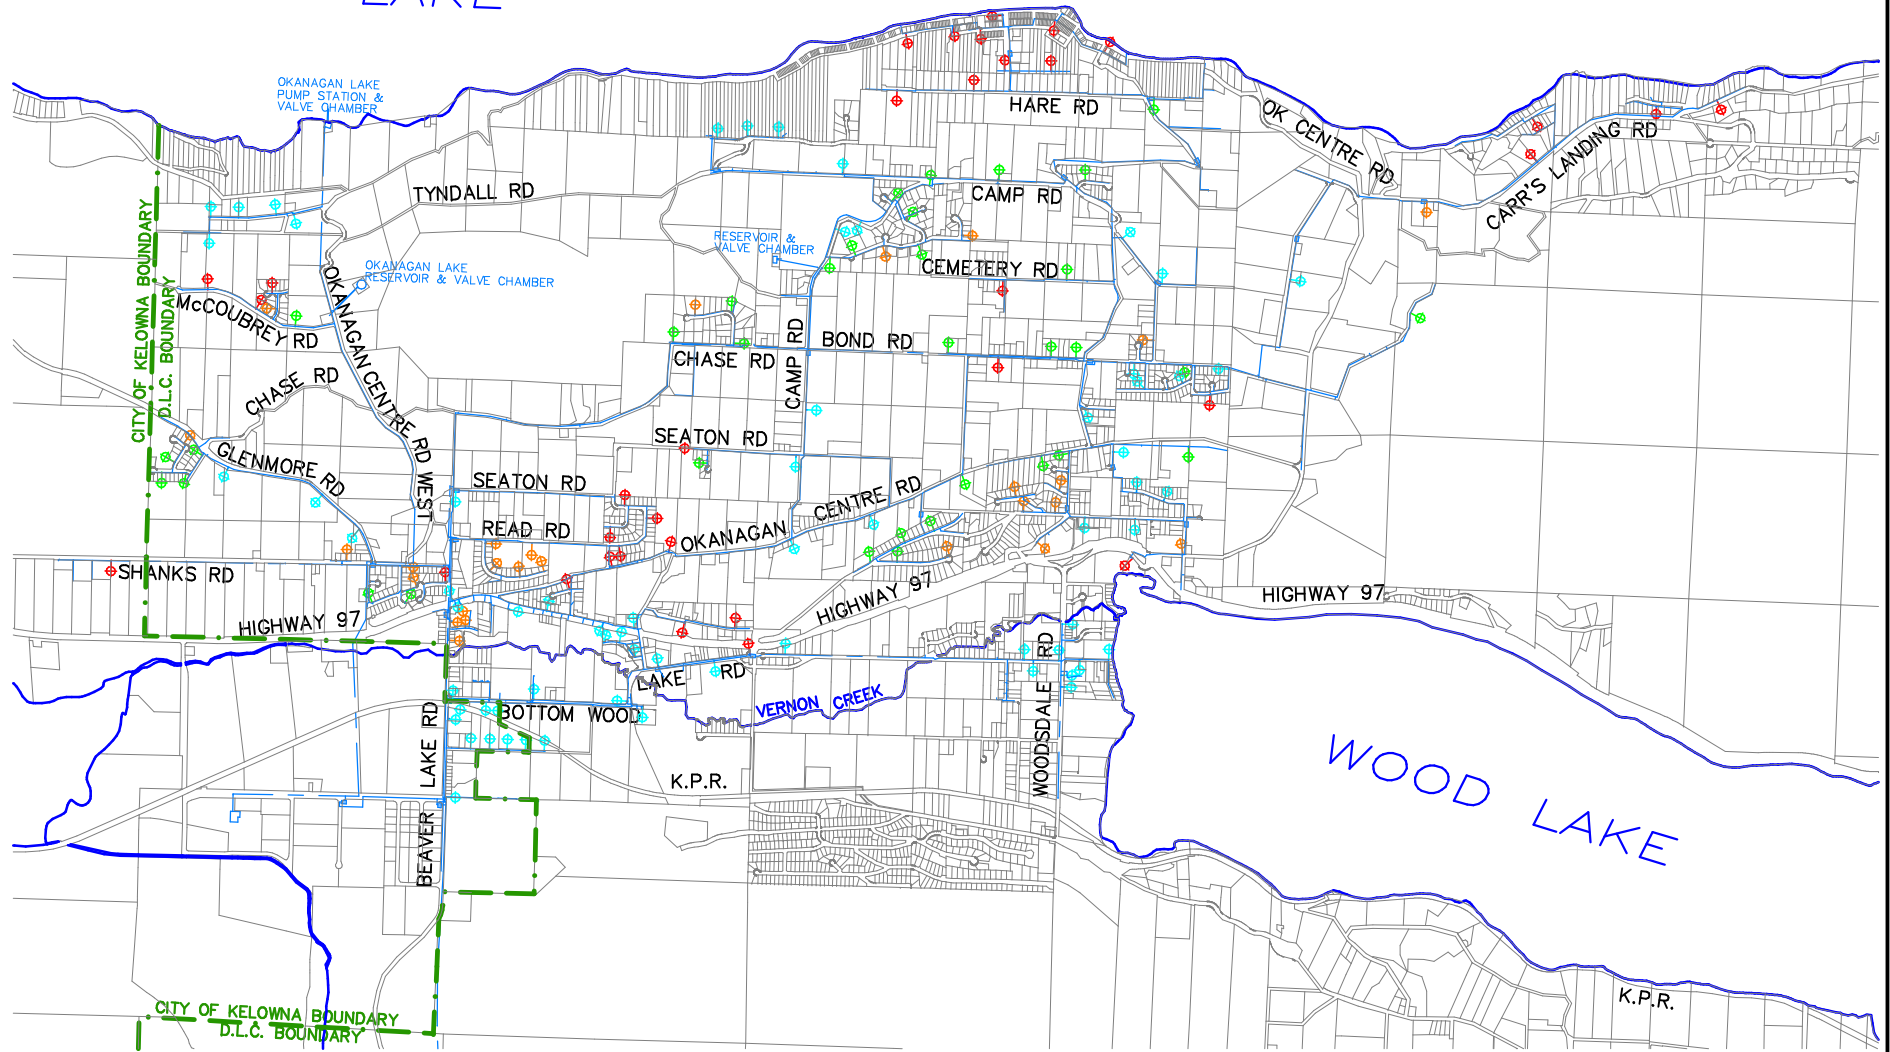 LAKE
OKANAGAN LAKE
PUMP STATION &
VALVE CHAMBER
HARE RD
OK CENTRE RD
CARR'S LANDING RD
TYNDALL RD
CAMP RD
CITY OF KELOWNA BOUNDARY
D.L.C. BOUNDARY
RESERVOIR &
VALVE CHAMBER
OKANAGAN LAKE
RESERVOIR & VALVE CHAMBER
CEMETERY RD
McCOUBREY RD
OKANAGAN CENTRE RD WEST
CAMP RD
BOND RD
CHASE RD
CHASE RD
SEATON RD
GLENMORE RD
SEATON RD
READ RD
OKANAGAN CENTRE RD
SHANKS RD
HIGHWAY 97
HIGHWAY 97
HIGHWAY 97
LAKE RD
VERNON CREEK
BOTTOM WOOD
WOODSDALE RD
BEAVER LAKE RD
K.P.R.
WOOD LAKE
K.P.R.
CITY OF KELOWNA BOUNDARY
D.L.C. BOUNDARY